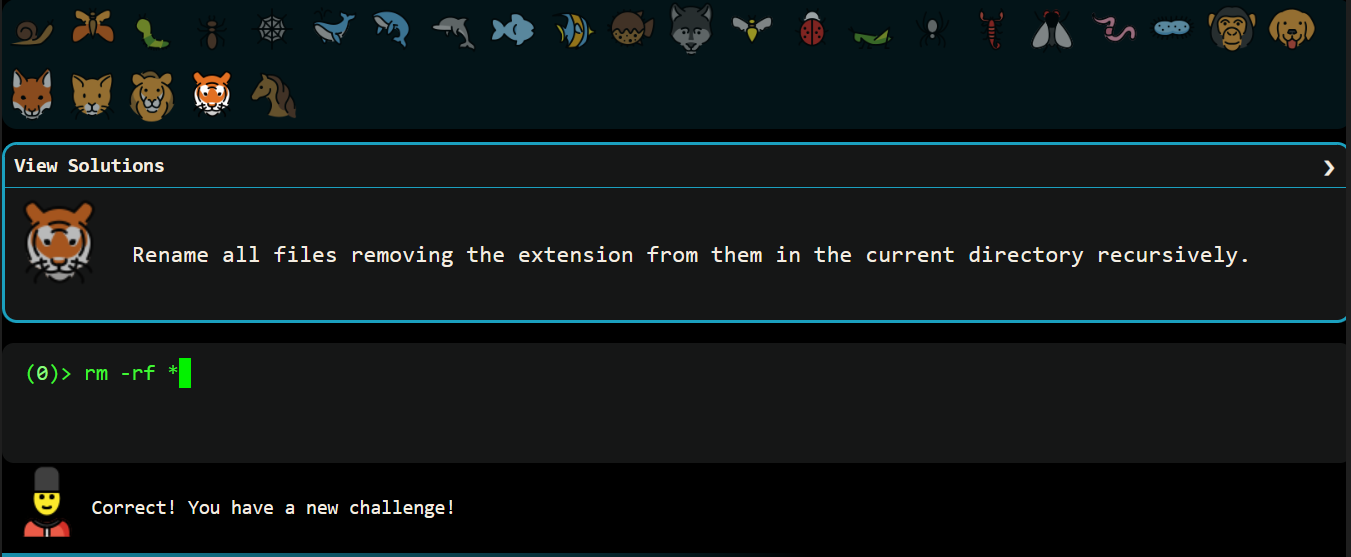 View Solutions
Rename all files removing the extension from them in the current directory recursively.
(0)> rm -rf *
Correct! You have a new challenge!